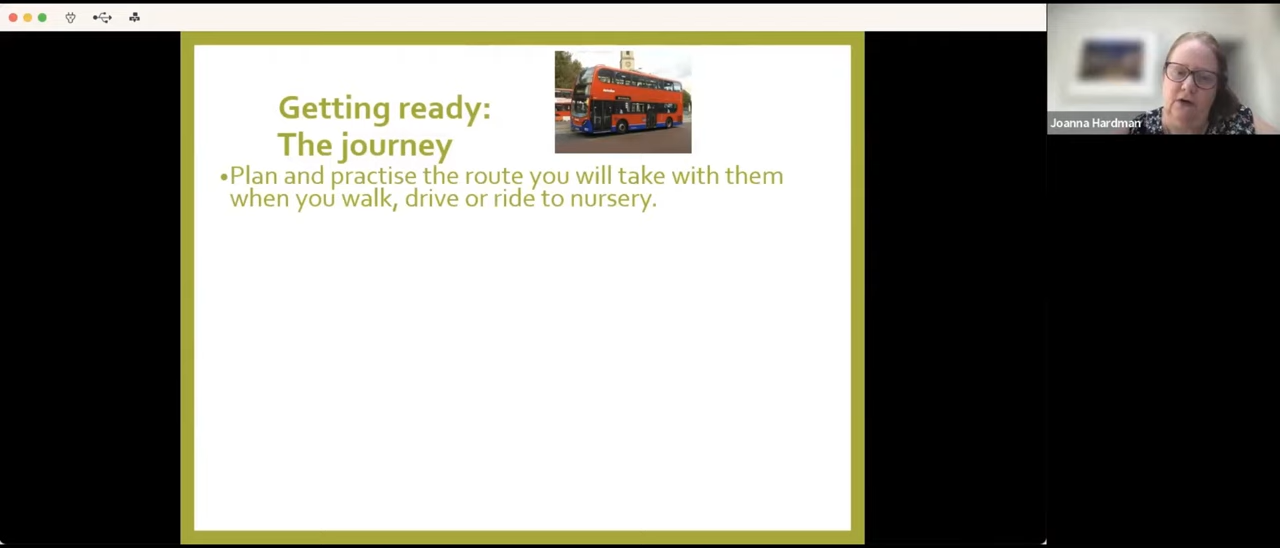 Getting ready:
The journey
•Plan and practise the route you will take with them
when you walk, drive or ride to nursery.
Joanna Hardman